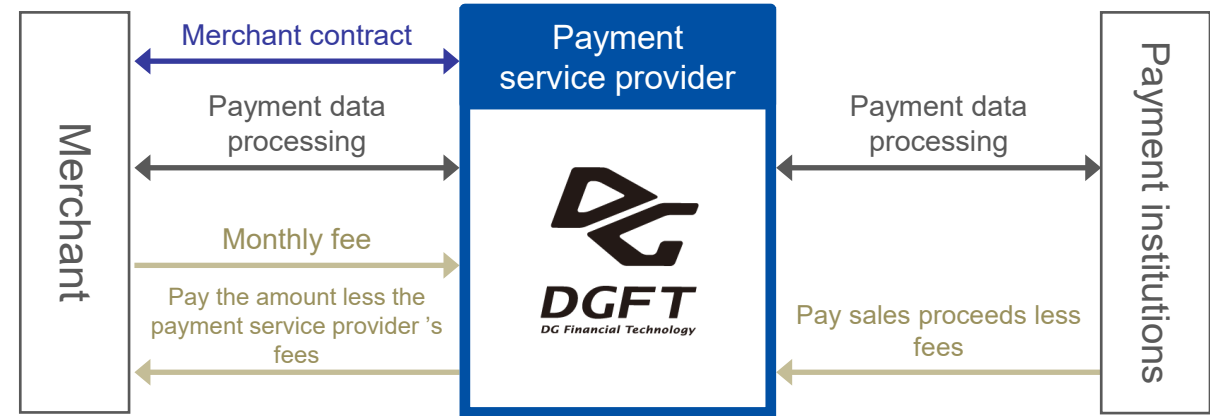 Merchant
Merchant contract
Payment data
processing
Monthly fee
Pay the amount less the
payment service provider ’s
fees
Payment
service provider
DG
DGFT
DG Financial Technology
Payment data
processing
Pay sales proceeds less
fees
Payment institutions